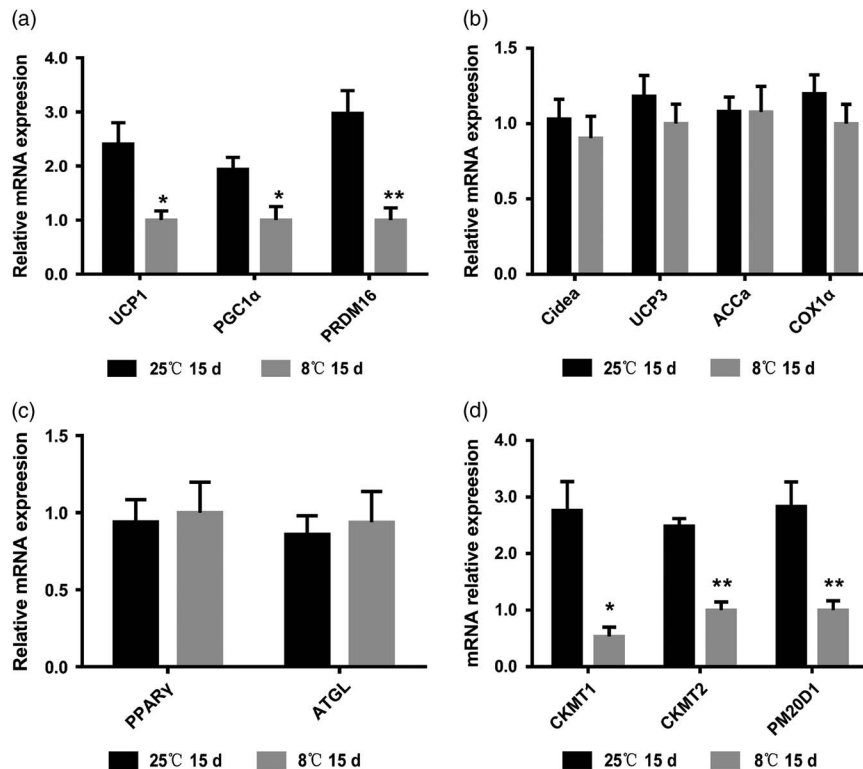 (a)
Relative mRNA expreesion
4.0
3.0
2.0
1.0
0.0
*
*
**
UCP1
PGC1α
PRDM16
25℃ 15 d
8℃ 15 d
(b)
Relative mRNA expreesion
1.5
1.0
0.5
0.0
Cidea
UCP3
ACCa
COX1α
25℃ 15 d
8℃ 15 d
(c)
Relative mRNA expreesion
1.5
1.0
0.5
0.0
PPARγ
ATGL
25℃ 15 d
8℃ 15 d
(d)
mRNA relative expreesion
4.0
3.0
2.0
1.0
0.0
*
**
**
CKMT1
CKMT2
PM20D1
25℃ 15 d
8℃ 15 d